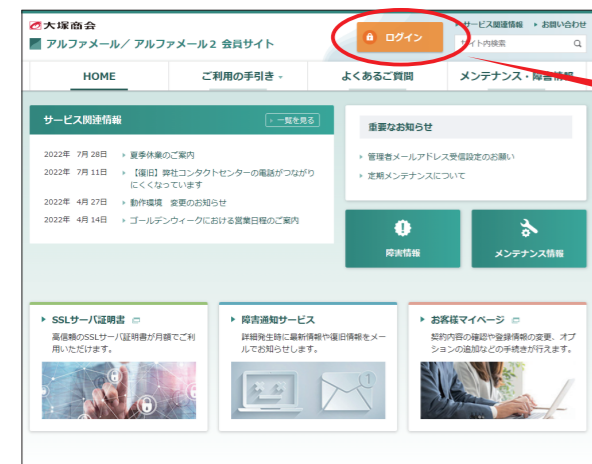 大塚商会
アルファメール/ アルファメール2 会員サイト
ログイン
サービス関連情報 お問い合わせ
サイト内検索
HOME
ご利用の手引き
よくあるご質問
メンテナンス・障害情報
サービス関連情報
一覧を見る
2022年 7月 28日 夏季休業のご案内
2022年 7月 11日 【復旧】弊社コンタクトセンターの電話がつながり
にくくなっています
2022年 4月 27日 動作環境 変更のお知らせ
2022年 4月 14日 ゴールデンウィークにおける営業日程のご案内
重要なお知らせ
管理者メールアドレス受信設定のお願い
定期メンテナンスについて
障害情報
メンテナンス情報
SSLサーバ証明書
高信頼のSSLサーバ証明書が月額でご利
用いただけます。
障害通知サービス
詳細発生時に最新情報や復旧情報をメー
ルでお知らせします。
お客様マイページ
契約内容の確認や登録情報の変更、オプ
ションの追加などの手続きが行えます。